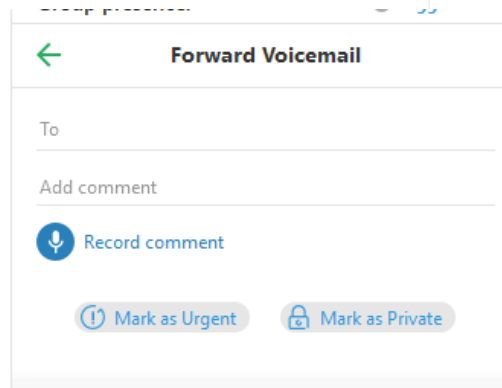 Forward Voicemail
To
Add comment
Record comment
Mark as Urgent
Mark as Private